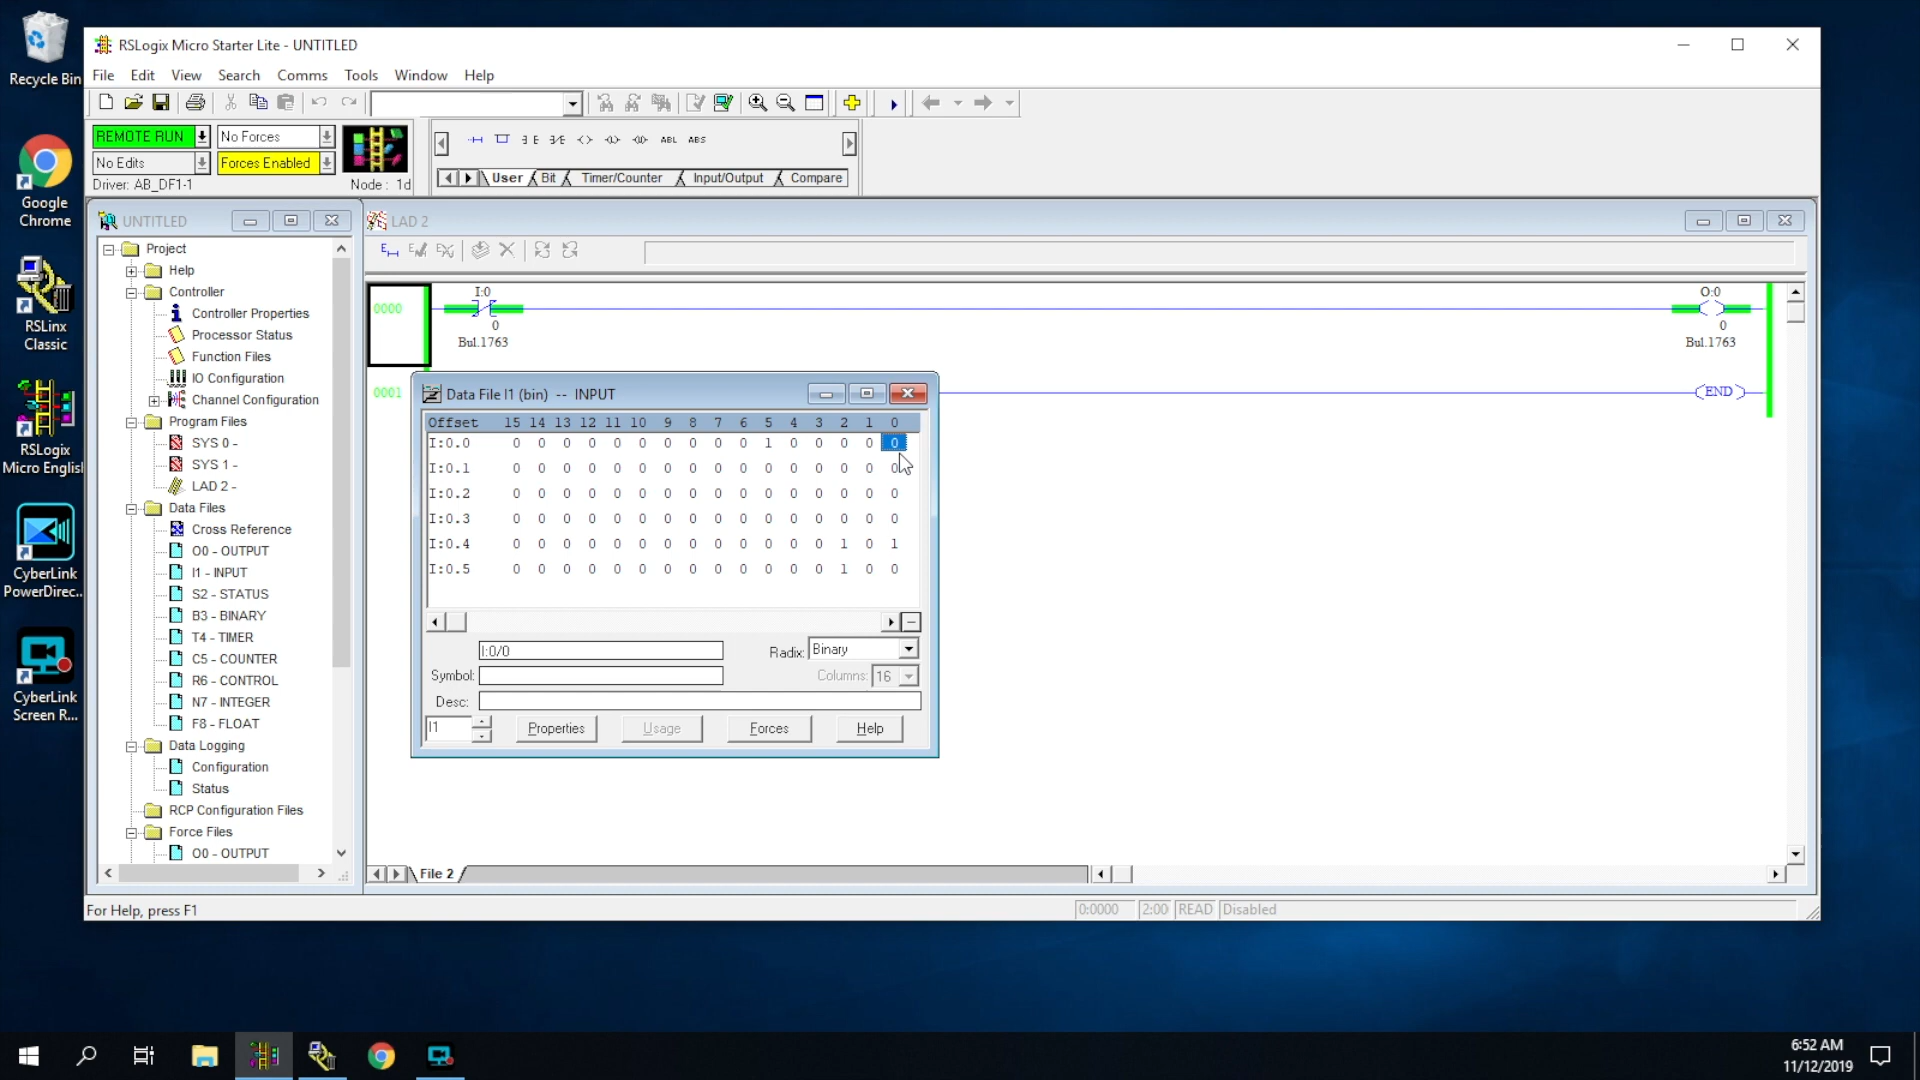 Recycle Bin
Google
Chrome
RSLinx
Classic
RSLogix
Micro English
CyberLink
PowerDirec...
CyberLink
Screen R...
RSLogix Micro Starter Lite - UNTITLED
File Edit View Search Comms Tools Window Help
REMOTE RUN No Forces
No Edits Forces Enabled
Driver: AB_DF1-1 Node : 1d
ABL ABS
User Bit Timer/Counter Input/Output Compare
UNTITLED
Project
Help
Controller
Controller Properties
Processor Status
Function Files
IO Configuration
Channel Configuration
Program Files
SYS 0 -
SYS 1 -
LAD 2 -
Data Files
Cross Reference
O0 - OUTPUT
I1 - INPUT
S2 - STATUS
B3 - BINARY
T4 - TIMER
C5 - COUNTER
R6 - CONTROL
N7 - INTEGER
F8 - FLOAT
Data Logging
Configuration
Status
RCP Configuration Files
Force Files
O0 - OUTPUT
LAD 2
0000
I:0
0
Bul.1763
O:0
0
Bul.1763
0001
END
Data File I1 (bin) -- INPUT
Offset 15 14 13 12 11 10 9 8 7 6 5 4 3 2 1 0
I:0.0 0 0 0 0 0 0 0 0 0 0 1 0 0 0 0 0
I:0.1 0 0 0 0 0 0 0 0 0 0 0 0 0 0 0 0
I:0.2 0 0 0 0 0 0 0 0 0 0 0 0 0 0 0 0
I:0.3 0 0 0 0 0 0 0 0 0 0 0 0 0 0 0 0
I:0.4 0 0 0 0 0 0 0 0 0 0 0 0 0 1 0 1
I:0.5 0 0 0 0 0 0 0 0 0 0 0 0 0 1 0 0
I:0/0 Radix: Binary
Symbol: Columns: 16
Desc:
I1 Properties Usage Forces Help
File 2
For Help, press F1
0:0000 2:00 READ Disabled
6:52 AM
11/12/2019